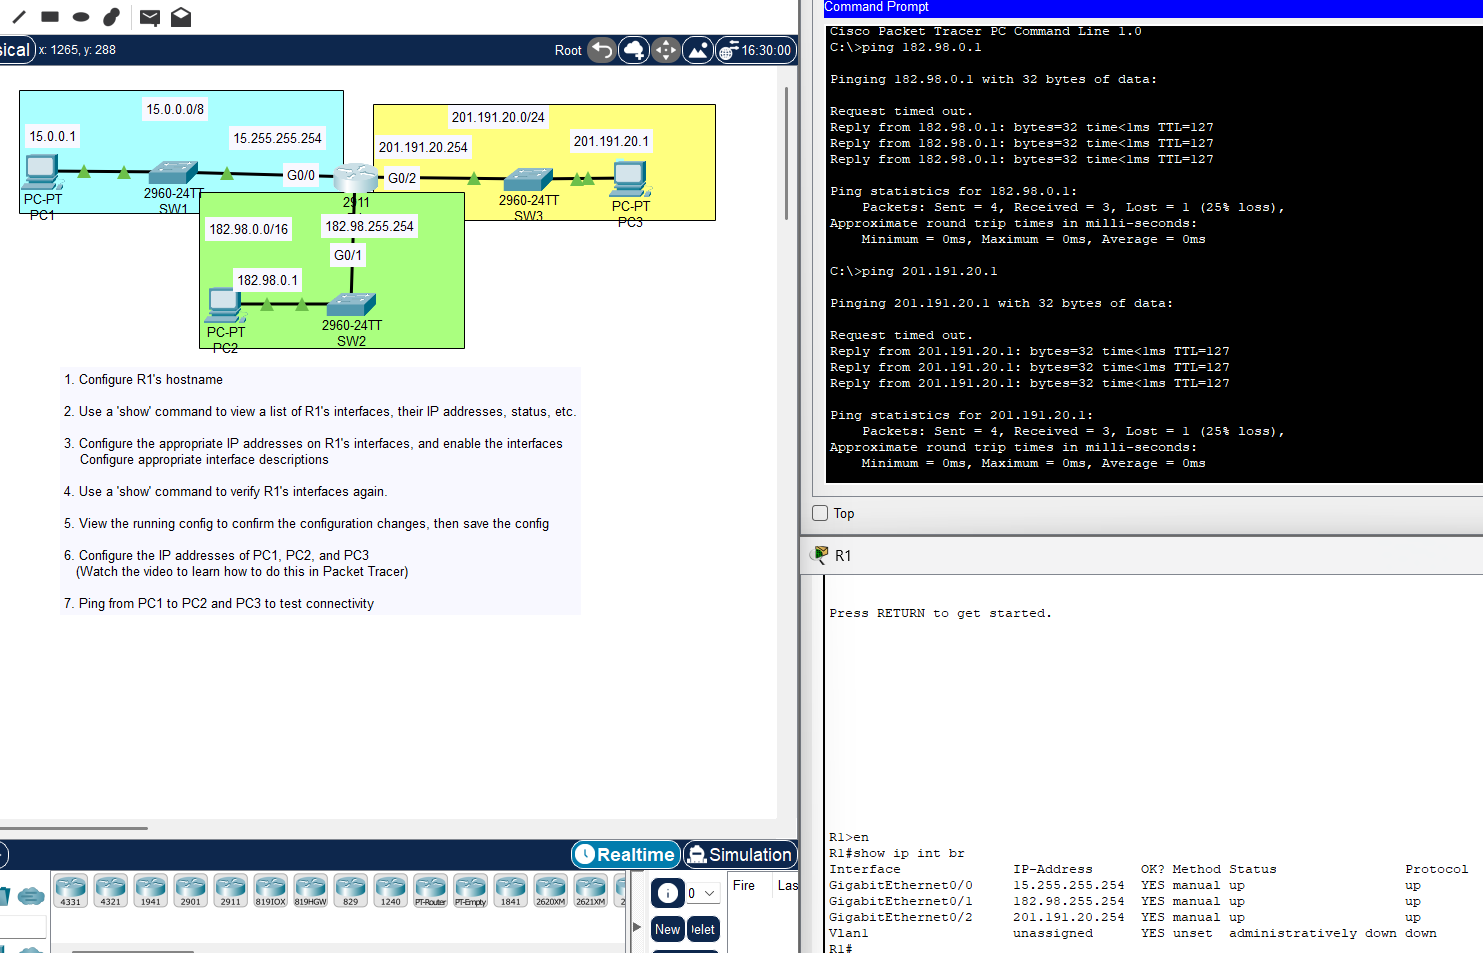 sical
x: 1265, y: 288
Root
16:30:00
15.0.0.0/8
15.0.0.1
15.255.255.254
G0/0
PC-PT
PC1
2960-24TT
SW1
201.191.20.0/24
201.191.20.254
201.191.20.1
G0/2
2911
2960-24TT
SW3
PC-PT
PC3
182.98.0.0/16
182.98.255.254
G0/1
182.98.0.1
PC-PT
PC2
2960-24TT
SW2
1. Configure R1's hostname
2. Use a 'show' command to view a list of R1's interfaces, their IP addresses, status, etc.
3. Configure the appropriate IP addresses on R1's interfaces, and enable the interfaces
Configure appropriate interface descriptions
4. Use a 'show' command to verify R1's interfaces again.
5. View the running config to confirm the configuration changes, then save the config
6. Configure the IP addresses of PC1, PC2, and PC3
(Watch the video to learn how to do this in Packet Tracer)
7. Ping from PC1 to PC2 and PC3 to test connectivity
Realtime
Simulation
4331 4321 1941 2901 2911 819IOX 819HGW 829 1240 PT-Router PT-Empty 1841 2620XM 2621XM 2
0
Fire Las
New
Delet
Command Prompt
Cisco Packet Tracer PC Command Line 1.0
C:\>ping 182.98.0.1
Pinging 182.98.0.1 with 32 bytes of data:
Request timed out.
Reply from 182.98.0.1: bytes=32 time<1ms TTL=127
Reply from 182.98.0.1: bytes=32 time<1ms TTL=127
Reply from 182.98.0.1: bytes=32 time<1ms TTL=127
Ping statistics for 182.98.0.1:
Packets: Sent = 4, Received = 3, Lost = 1 (25% loss),
Approximate round trip times in milli-seconds:
Minimum = 0ms, Maximum = 0ms, Average = 0ms
C:\>ping 201.191.20.1
Pinging 201.191.20.1 with 32 bytes of data:
Request timed out.
Reply from 201.191.20.1: bytes=32 time<1ms TTL=127
Reply from 201.191.20.1: bytes=32 time<1ms TTL=127
Reply from 201.191.20.1: bytes=32 time<1ms TTL=127
Ping statistics for 201.191.20.1:
Packets: Sent = 4, Received = 3, Lost = 1 (25% loss),
Approximate round trip times in milli-seconds:
Minimum = 0ms, Maximum = 0ms, Average = 0ms
Top
R1
Press RETURN to get started.
R1>en
R1#show ip int br
Interface IP-Address OK? Method Status Protocol
GigabitEthernet0/0 15.255.255.254 YES manual up up
GigabitEthernet0/1 182.98.255.254 YES manual up up
GigabitEthernet0/2 201.191.20.254 YES manual up up
Vlan1 unassigned YES unset administratively down down
R1#